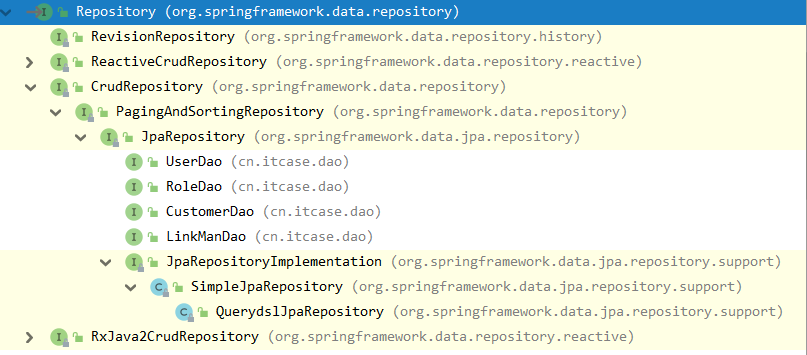 Repository (org.springframework.data.repository)
RevisionRepository (org.springframework.data.repository.history)
ReactiveCrudRepository (org.springframework.data.repository.reactive)
CrudRepository (org.springframework.data.repository)
PagingAndSortingRepository (org.springframework.data.repository)
JpaRepository (org.springframework.data.jpa.repository)
UserDao (cn.itcase.dao)
RoleDao (cn.itcase.dao)
CustomerDao (cn.itcase.dao)
LinkManDao (cn.itcase.dao)
JpaRepositoryImplementation (org.springframework.data.jpa.repository.support)
SimpleJpaRepository (org.springframework.data.jpa.repository.support)
QuerydslJpaRepository (org.springframework.data.jpa.repository.support)
RxJava2CrudRepository (org.springframework.data.repository.reactive)